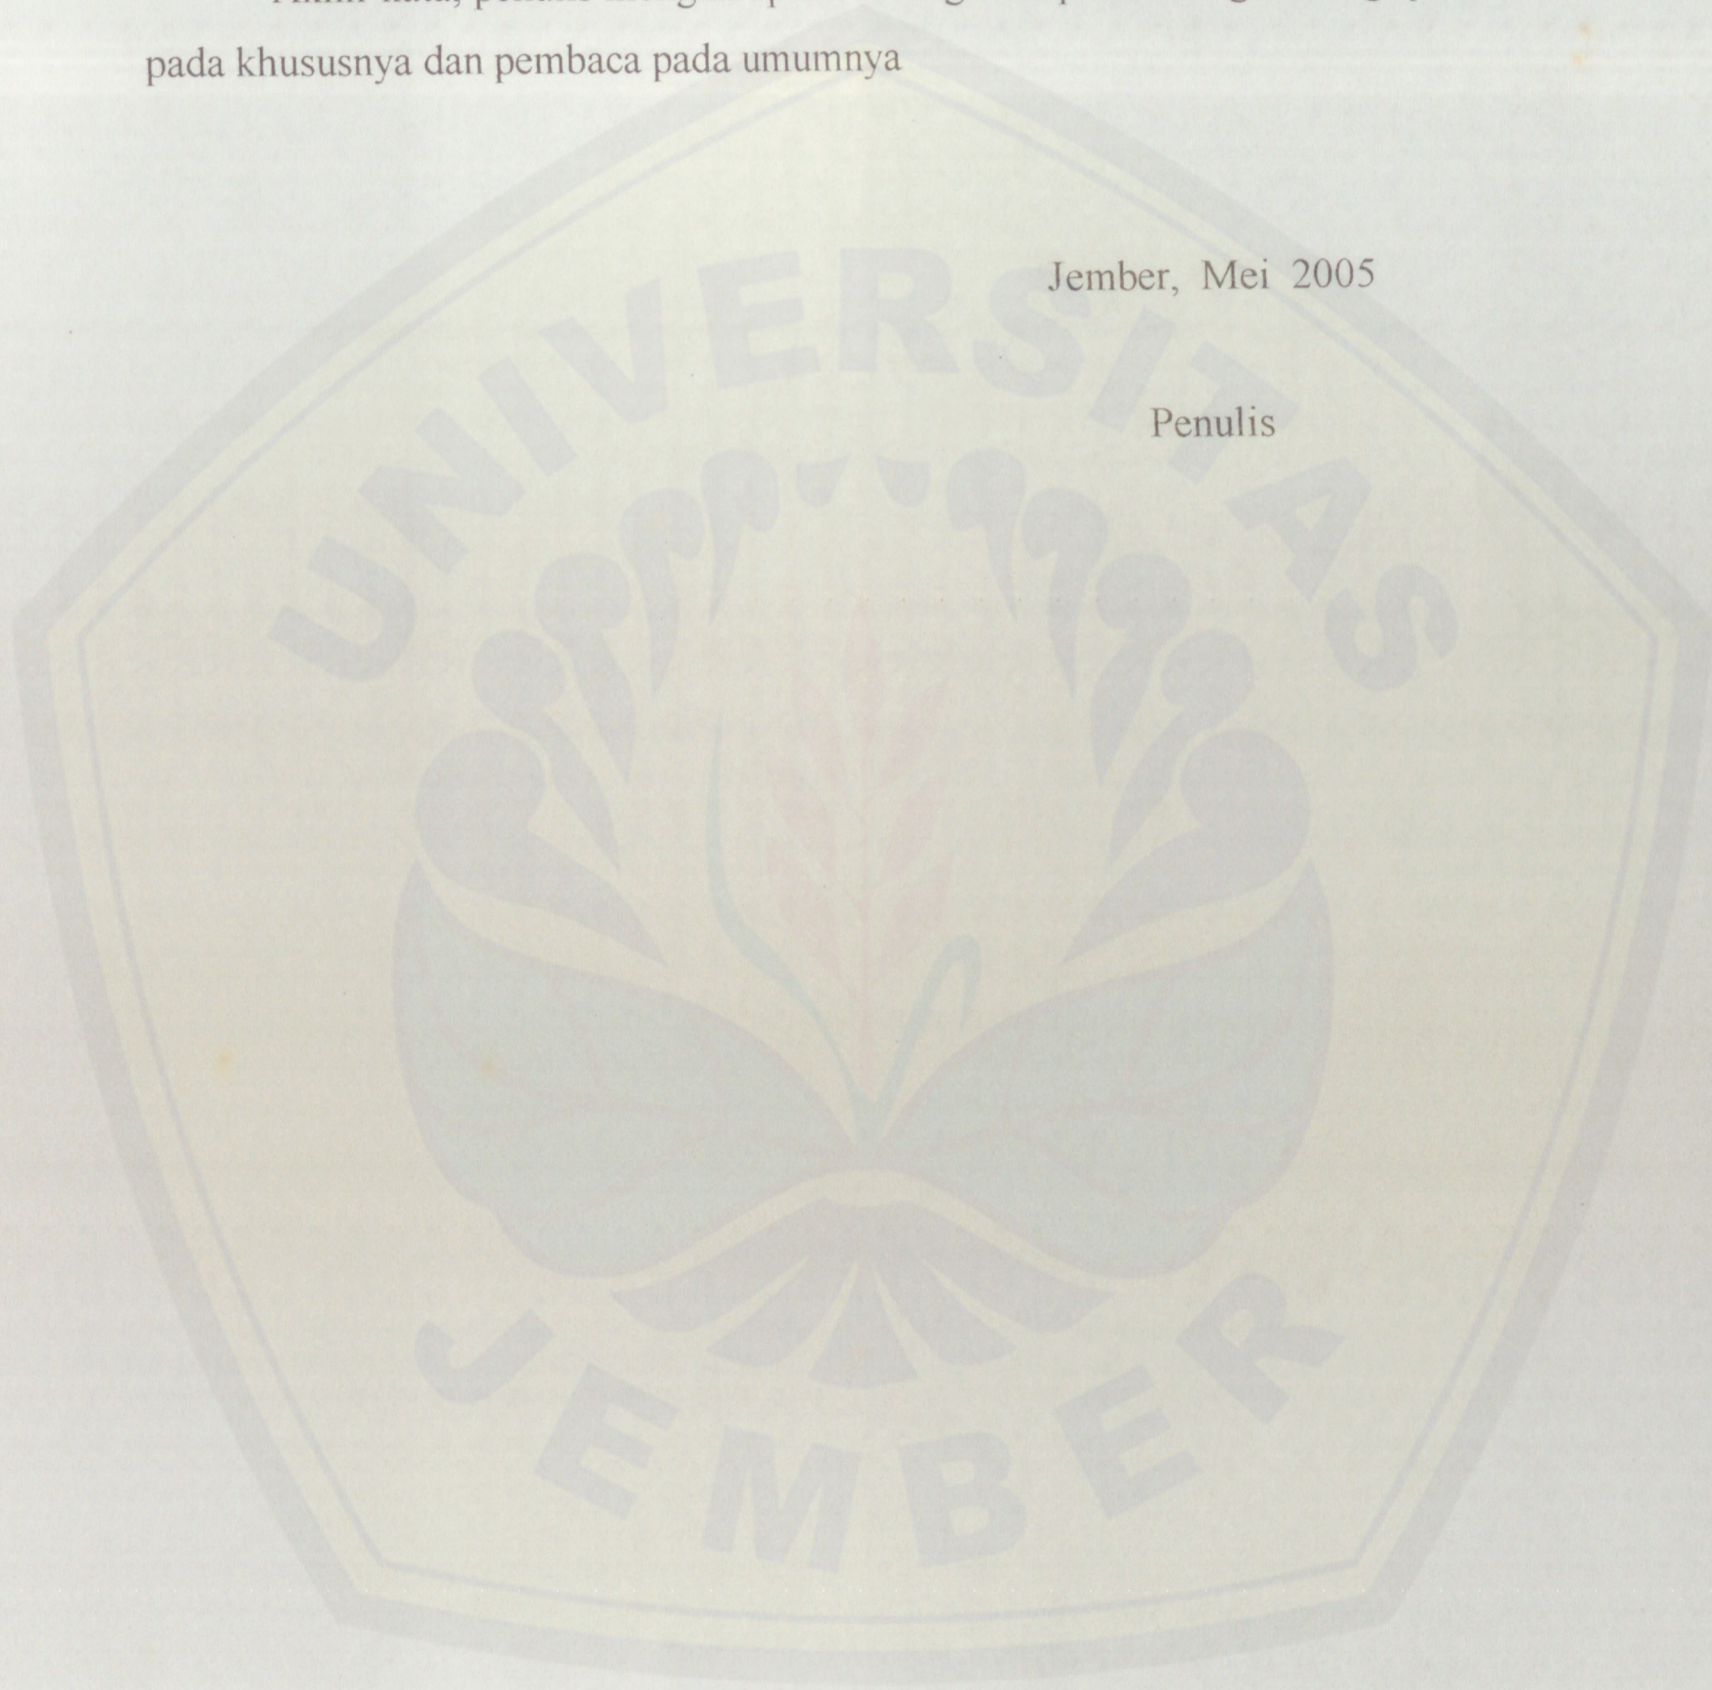 pada khususnya dan pembaca pada umumnya
Jember, Mei 2005
Penulis
UNIVERSITAS
JEMBER